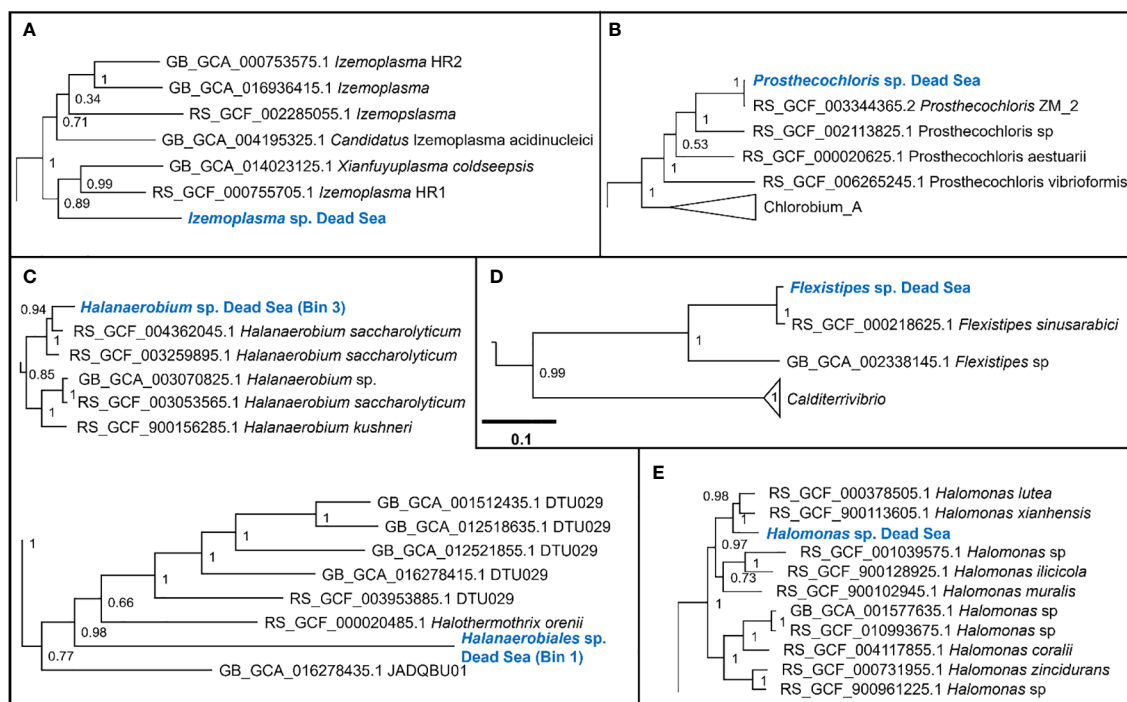 A
GB_GCA_000753575.1 Izemoplasma HR2
1
GB_GCA_016936415.1 Izemoplasma
0.34
RS_GCF_002285055.1 Izemopslasma
0.71
GB_GCA_004195325.1 Candidatus Izemoplasma acidinucleici
1
GB_GCA_014023125.1 Xianfuyuplasma coldseepsis
0.99
RS_GCF_000755705.1 Izemoplasma HR1
0.89
Izemoplasma sp. Dead Sea
B
1
Prosthecochloris sp. Dead Sea
RS_GCF_003344365.2 Prosthecochloris ZM_2
1
RS_GCF_002113825.1 Prosthecochloris sp
0.53
RS_GCF_000020625.1 Prosthecochloris aestuarii
1
RS_GCF_006265245.1 Prosthecochloris vibrioformis
1
Chlorobium_A
C
0.94
Halanaerobium sp. Dead Sea (Bin 3)
RS_GCF_004362045.1 Halanaerobium saccharolyticum
1
RS_GCF_003259895.1 Halanaerobium saccharolyticum
0.85
GB_GCA_003070825.1 Halanaerobium sp.
1
RS_GCF_003053565.1 Halanaerobium saccharolyticum
1
RS_GCF_900156285.1 Halanaerobium kushneri
GB_GCA_001512435.1 DTU029
1
GB_GCA_012518635.1 DTU029
1
1
GB_GCA_012521855.1 DTU029
1
GB_GCA_016278415.1 DTU029
1
RS_GCF_003953885.1 DTU029
0.66
RS_GCF_000020485.1 Halothermothrix orenii
0.98
Halanaerobiales sp.
Dead Sea (Bin 1)
0.77
GB_GCA_016278435.1 JADQBU01
D
Flexistipes sp. Dead Sea
1
RS_GCF_000218625.1 Flexistipes sinusarabici
1
GB_GCA_002338145.1 Flexistipes sp
0.99
1
Calditerrivibrio
0.1
E
0.98
RS_GCF_000378505.1 Halomonas lutea
RS_GCF_900113605.1 Halomonas xianhensis
1
Halomonas sp. Dead Sea
0.97
RS_GCF_001039575.1 Halomonas sp
1
RS_GCF_900128925.1 Halomonas ilicicola
0.73
RS_GCF_900102945.1 Halomonas muralis
1
GB_GCA_001577635.1 Halomonas sp
1
RS_GCF_010993675.1 Halomonas sp
1
RS_GCF_004117855.1 Halomonas coralii
1
RS_GCF_000731955.1 Halomonas zincidurans
1
RS_GCF_900961225.1 Halomonas sp